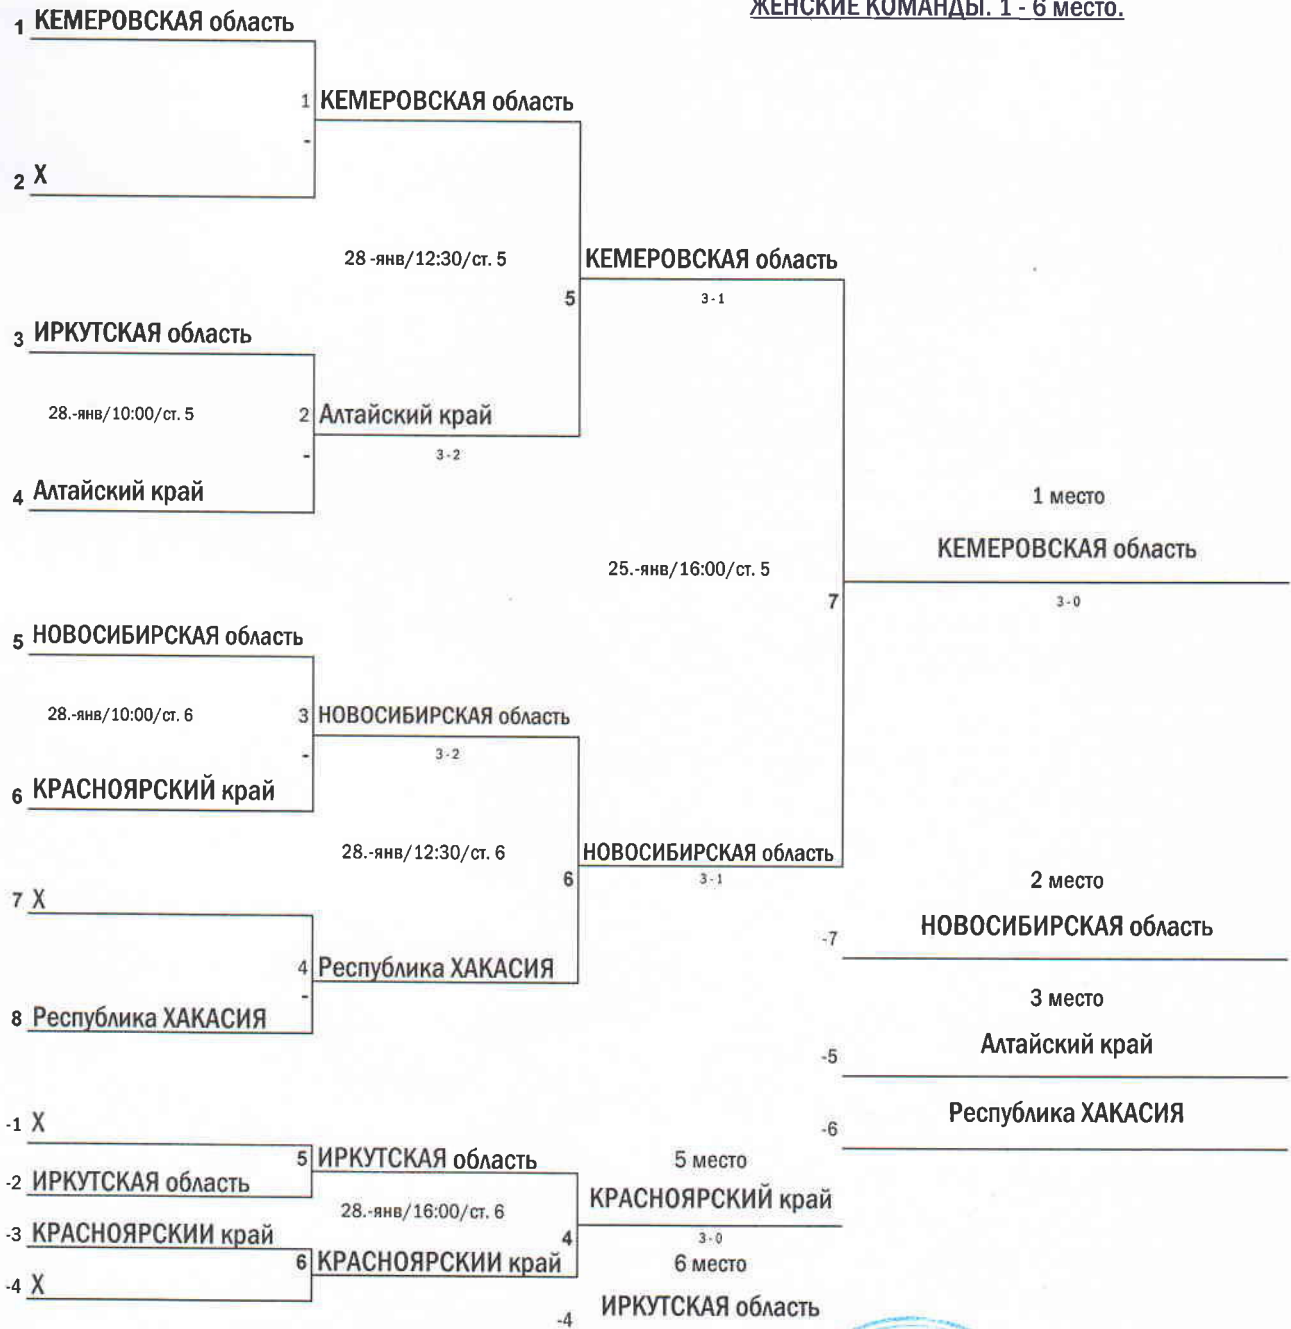 ЖЕНСКИЕ КОМАНДЫ. 1 - 6 место.
1 КЕМЕРОВСКАЯ область
1 КЕМЕРОВСКАЯ область
-
2 X
28 -янв/12:30/ст. 5
КЕМЕРОВСКАЯ область
5
3-1
3 ИРКУТСКАЯ область
28.-янв/10:00/ст. 5
2 Алтайский край
-
3-2
4 Алтайский край
1 место
КЕМЕРОВСКАЯ область
25.-янв/16:00/ст. 5
7
3-0
5 НОВОСИБИРСКАЯ область
28.-янв/10:00/ст. 6
3 НОВОСИБИРСКАЯ область
-
3-2
6 КРАСНОЯРСКИЙ край
28.-янв/12:30/ст. 6
НОВОСИБИРСКАЯ область
6
3-1
2 место
7 X
НОВОСИБИРСКАЯ область
-7
4 Республика ХАКАСИЯ
-
3 место
8 Республика ХАКАСИЯ
Алтайский край
-5
Республика ХАКАСИЯ
-6
-1 X
5 ИРКУТСКАЯ область
5 место
-2 ИРКУТСКАЯ область
КРАСНОЯРСКИЙ край
28.-янв/16:00/ст. 6
-3 КРАСНОЯРСКИИ край
4
3-0
6 КРАСНОЯРСКИИ край
6 место
-4 X
ИРКУТСКАЯ область
-4